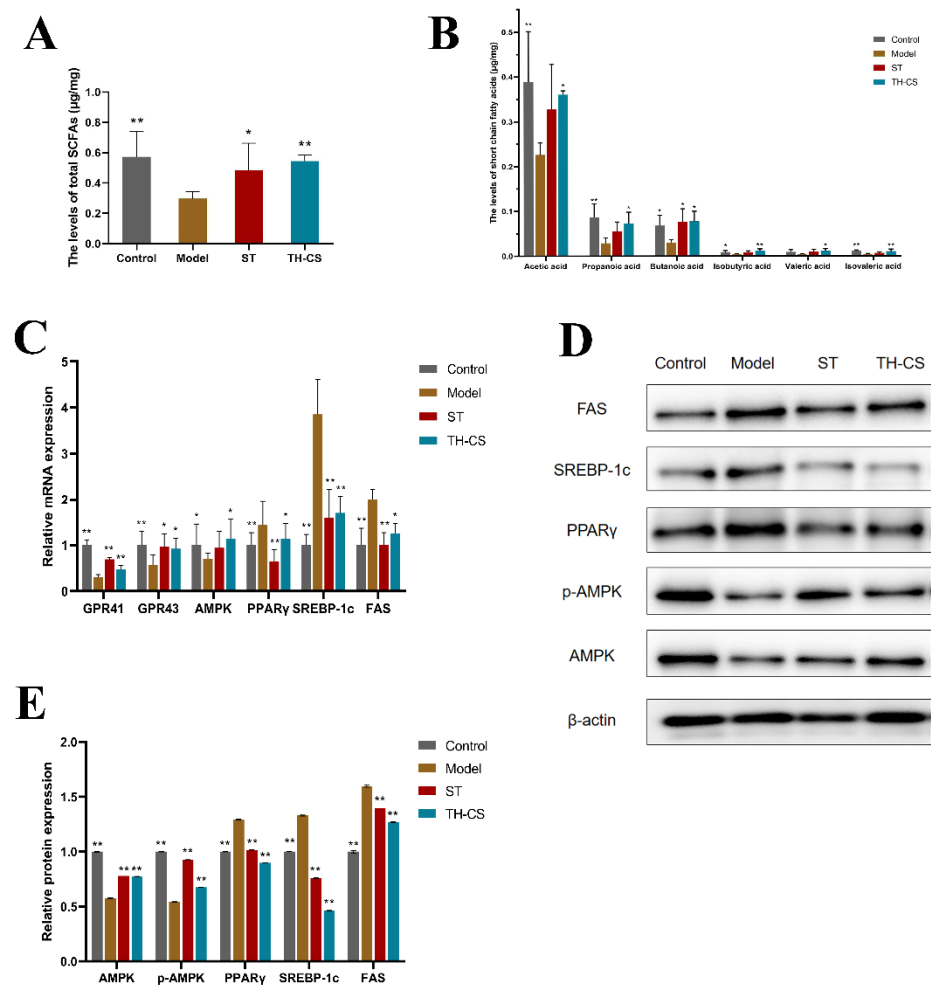 A
The levels of total SCFAs (μg/mg)
1.0
0.8
0.6
0.4
0.2
0.0
**
*
**
Control
Model
ST
TH-CS
B
The levels of short chain fatty acids (μg/mg)
0.5
0.4
0.3
0.2
0.1
0.0
Control
Model
ST
TH-CS
** *
** *
* * *
* **
*
** **
Acetic acid
Propanoic acid
Butanoic acid
Isobutyric acid
Valeric acid
Isovaleric acid
C
Relative mRNA expression
5
4
2
1
0
Control
Model
ST
TH-CS
** ** **
** * *
* *
** ** *
** ** **
** ** *
GPR41
GPR43
AMPK
PPARγ
SREBP-1c
FAS
D
Control
Model
ST
TH-CS
FAS
SREBP-1c
PPARγ
p-AMPK
AMPK
β-actin
E
Relative protein expression
2.0
1.5
1.0
0.5
0.0
Control
Model
ST
TH-CS
** ** **
** ** **
** ** **
** ** **
** ** **
AMPK
p-AMPK
PPARγ
SREBP-1c
FAS